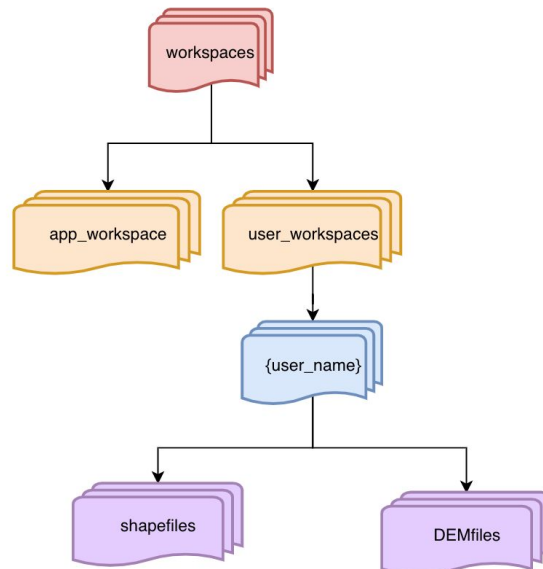 workspaces
app_workspace
user_workspaces
{user_name}
shapefiles
DEMfiles